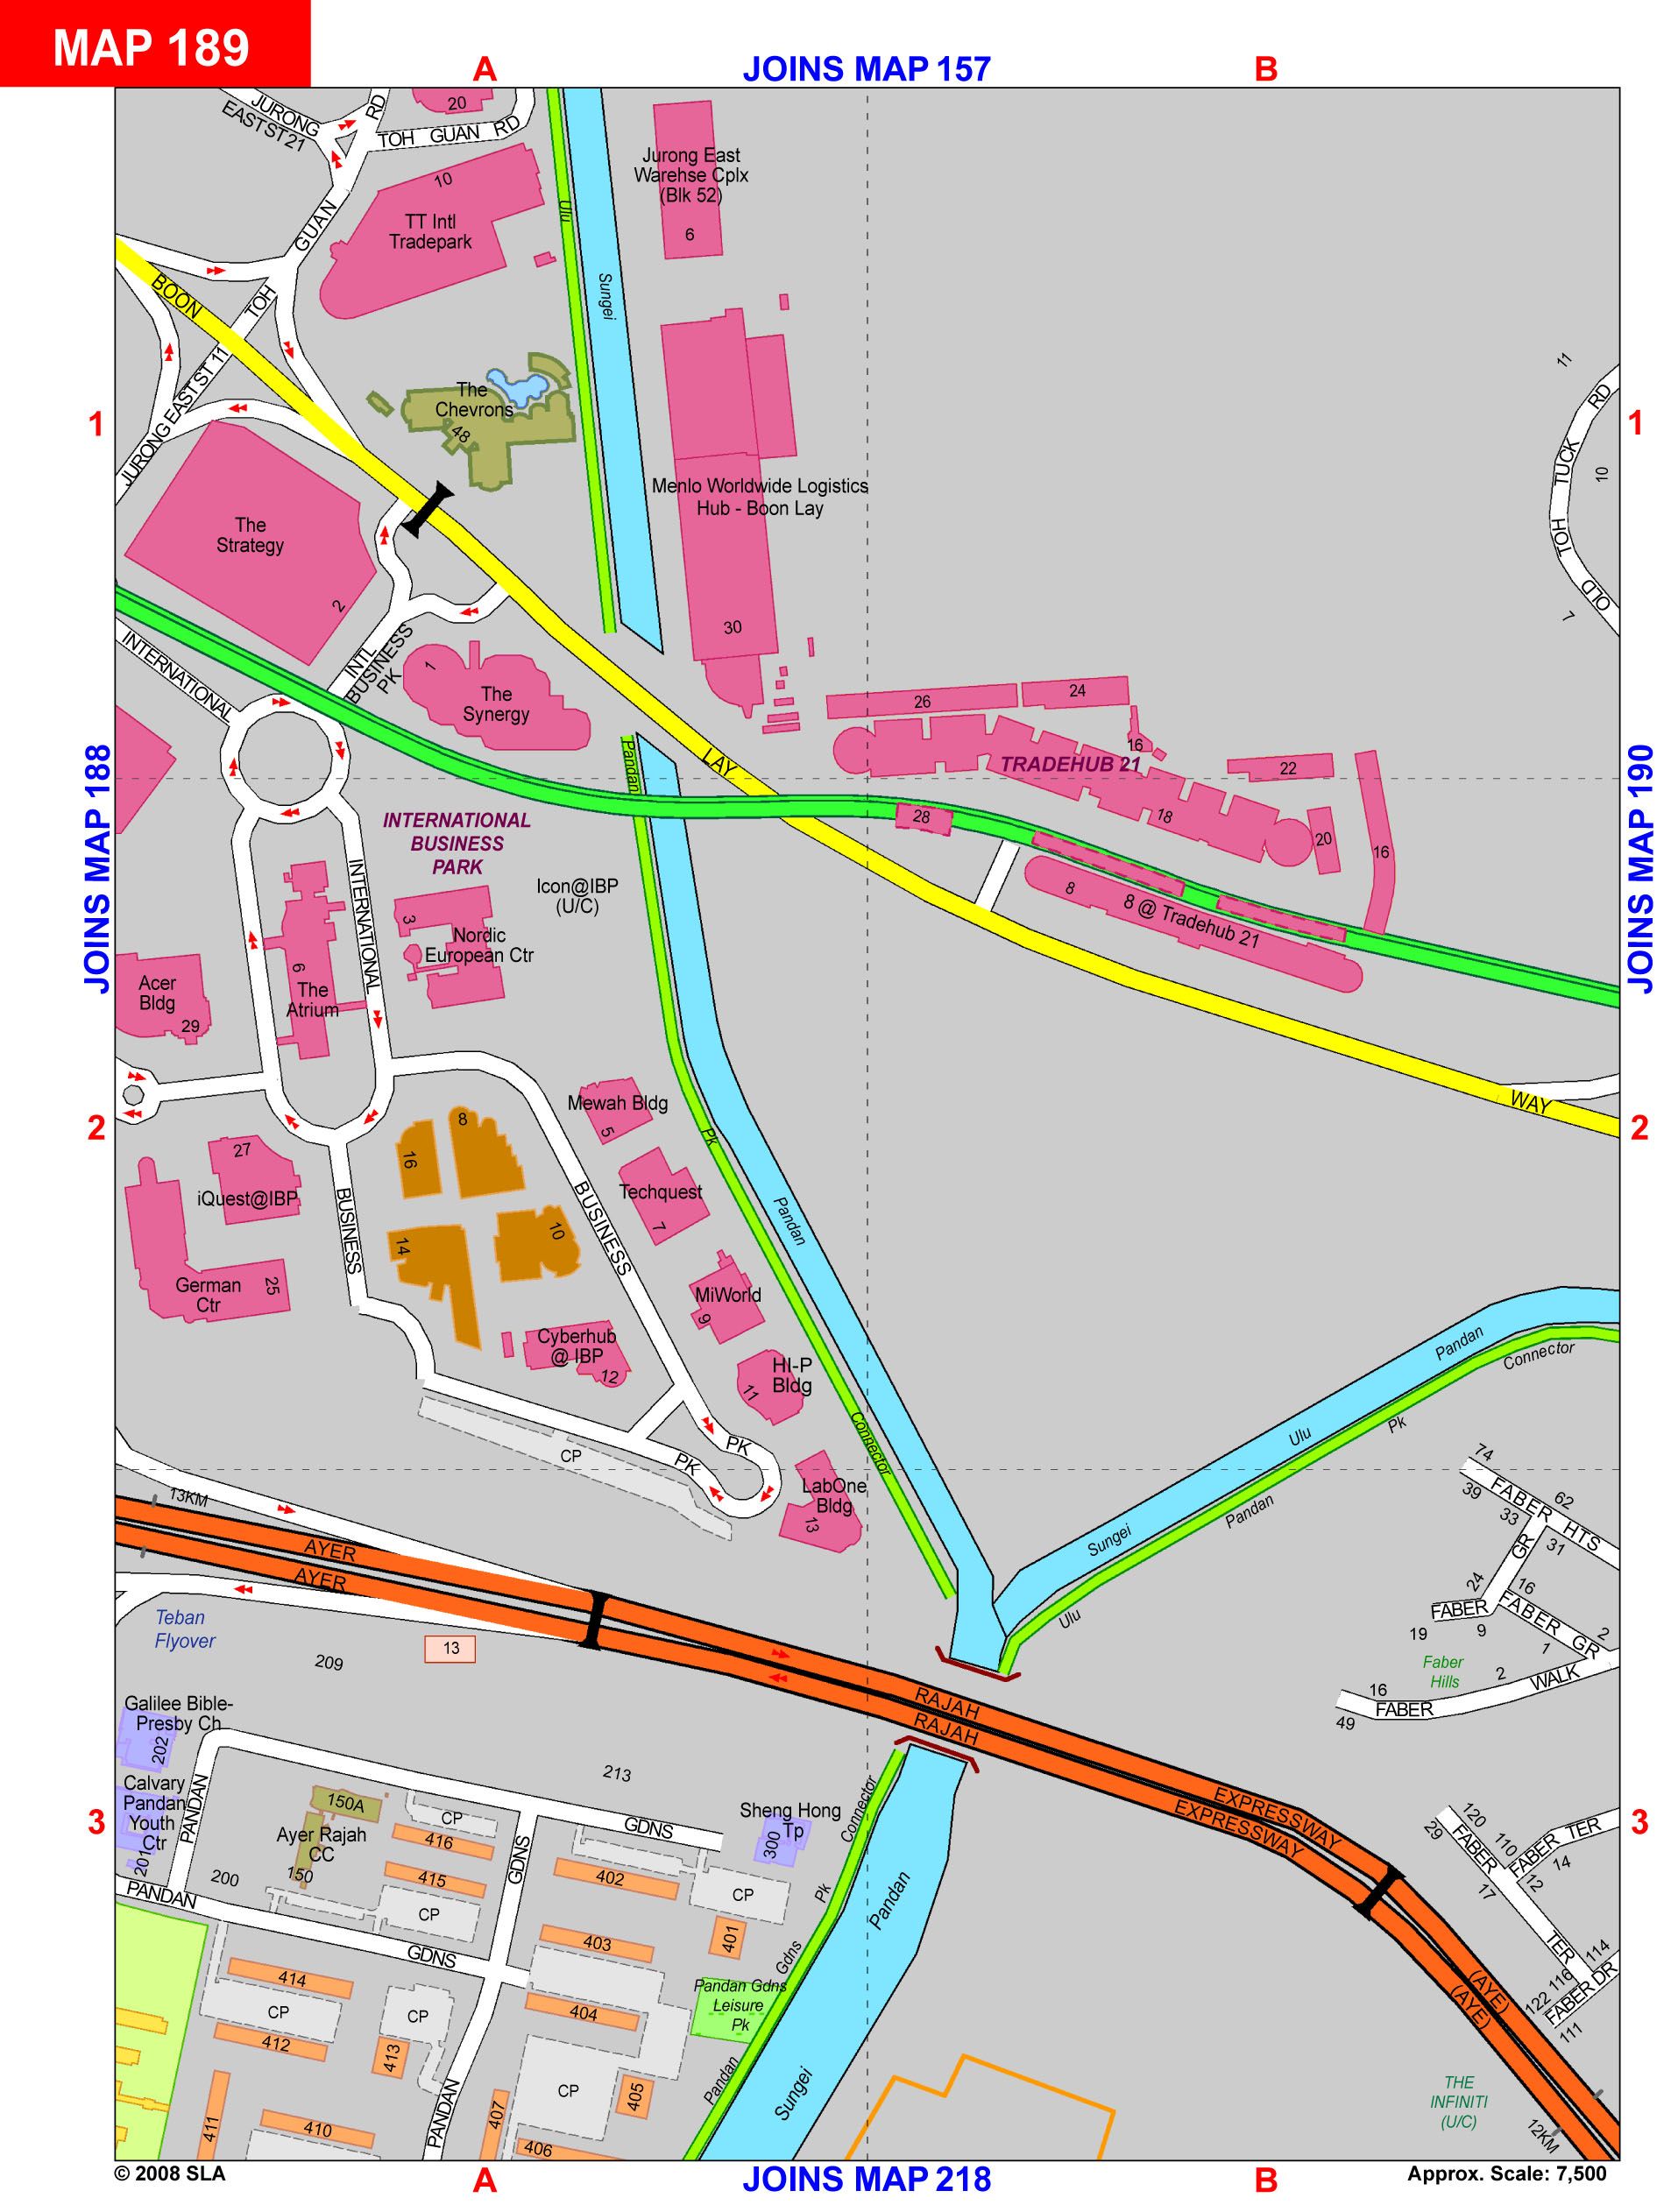 MAP 189
A
JOINS MAP 157
B
JURONG
EAST ST 21
RD
20
TOH GUAN RD
10
TT Intl
Tradepark
Ulu
Jurong East
Warehse Cplx
(Blk 52)
6
GUAN
TOH
Sungei
BOON
JURONG EAST ST 11
The
Chevrons
48
1
1
11
RD
TUCK
10
TOH
OLD
7
Menlo Worldwide Logistics
Hub - Boon Lay
30
The
Strategy
2
INTERNATIONAL
INTL
BUSINESS
PK
1
The
Synergy
26
24
16
TRADEHUB 21
22
Pandan
LAY
JOINS MAP 188
JOINS MAP 190
INTERNATIONAL
BUSINESS
PARK
28
18
20
16
8
8 @ Tradehub 21
Icon@IBP
(U/C)
INTERNATIONAL
3
Nordic
European Ctr
6
The
Atrium
Acer
Bldg
29
2
2
WAY
Mewah Bldg
5
8
16
27
iQuest@IBP
Pk
Techquest
7
BUSINESS
BUSINESS
Pandan
14
10
German
Ctr
25
MiWorld
9
Cyberhub
@ IBP
12
HI-P
Bldg
11
Pandan
Connector
Ulu
Pk
Connector
PK
PK
CP
LabOne
Bldg
13
13KM
AYER
AYER
Sungei
Pandan
Ulu
74
39
FABER HTS
62
33
31
GR
24
16
FABER
19
9
FABER GR
1
2
Teban
Flyover
13
209
Faber
Hills
16
2
WALK
FABER
49
RAJAH
RAJAH
Galilee Bible-
Presby Ch
202
Calvary
Pandan
Youth
Ctr
201
PANDAN
213
150A
Ayer Rajah
CC
150
200
CP
416
415
CP
GDNS
GDNS
Sheng Hong
Tp
300
Connector
EXPRESSWAY
EXPRESSWAY
3
3
402
CP
Pk
Pandan
120
29
FABER
110
FABER TER
14
12
17
TER
114
116
122
FABER DR
111
PANDAN
GDNS
403
401
Gdns
414
CP
412
CP
413
404
Pandan Gdns
Leisure
Pk
(AYE)
(AYE)
CP
405
Pandan
Sungei
411
410
PANDAN
407
406
THE
INFINITI
(U/C)
12KM
© 2008 SLA
A
JOINS MAP 218
B
Approx. Scale: 7,500